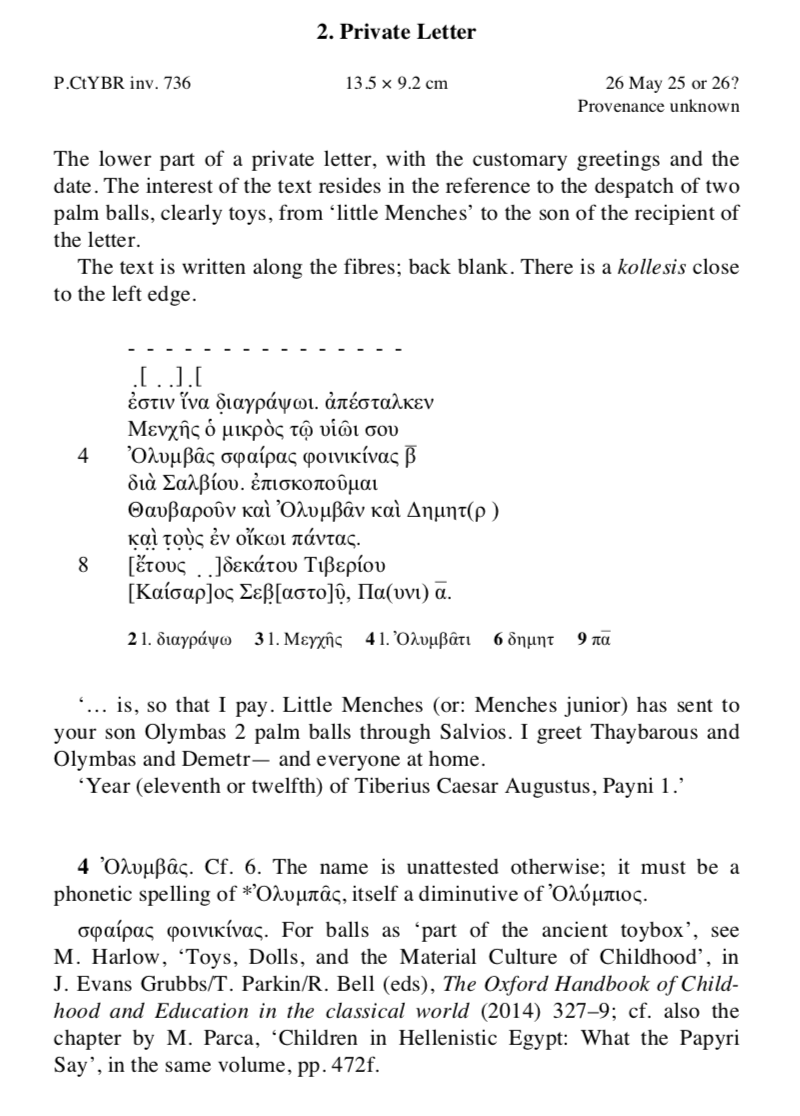 2. Private Letter
P.CtYBR inv. 736 13.5 × 9.2 cm 26 May 25 or 26?
Provenance unknown
The lower part of a private letter, with the customary greetings and the
date. The interest of the text resides in the reference to the despatch of two
palm balls, clearly toys, from ‘little Menches’ to the son of the recipient of
the letter.
The text is written along the fibres; back blank. There is a kollesis close
to the left edge.
- - - - - - - - - - - - - - -
.[ . .].[
ἐστιν ἵνα δ̣ιαγράψωι. ἀπέσταλκεν
Μενχῆς ὁ μικρὸς τῶ̣ υἱῶι σου
4 Ὀλυμβᾶς σφαίρας φοινικίνας β̅
διὰ Σαλβίου. ἐπισκοποῦμαι
Θαυβαροῦν καὶ Ὀλυμβᾶν καὶ Δημητ(ρ )
κ̣α̣ὶ̣ τ̣ο̣ὺ̣ς ἐν οἴκωι πάντας.
8 [ἔτους . .]δεκάτου Τιβερίου
[Καίσαρ]ος Σεβ̣[αστο]ῦ̣, Πα(υνι) α̅.
2 l. διαγράψω 3 l. Μεγχῆς 4 l. Ὀλυμβᾶτι 6 δημητ 9 πα̅
‘… is, so that I pay. Little Menches (or: Menches junior) has sent to
your son Olymbas 2 palm balls through Salvios. I greet Thaybarous and
Olymbas and Demetr— and everyone at home.
‘Year (eleventh or twelfth) of Tiberius Caesar Augustus, Payni 1.’
4 Ὀλυμβᾶς. Cf. 6. The name is unattested otherwise; it must be a
phonetic spelling of *Ὀλυμπᾶς, itself a diminutive of Ὀλύμπιος.
σφαίρας φοινικίνας. For balls as ‘part of the ancient toybox’, see
M. Harlow, ‘Toys, Dolls, and the Material Culture of Childhood’, in
J. Evans Grubbs/T. Parkin/R. Bell (eds), The Oxford Handbook of Child-
hood and Education in the classical world (2014) 327–9; cf. also the
chapter by M. Parca, ‘Children in Hellenistic Egypt: What the Papyri
Say’, in the same volume, pp. 472f.